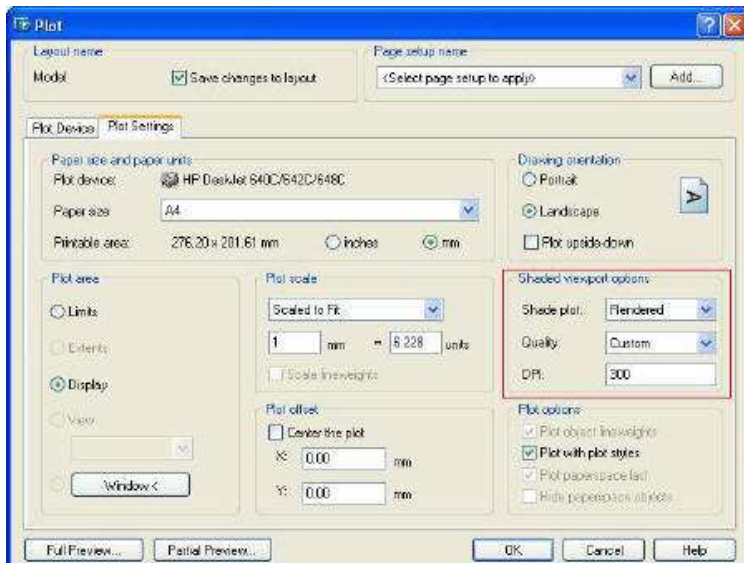 Plot
Layout name
Model
Save changes to layout
Page setup name
<Select page setup to apply>
Add...
Plot Device
Plot Settings
Paper size and paper units
Plot device:
HP DeskJet 640C/642C/648C
Paper size:
A4
Printable area:
276.20 x 201.61 mm
inches
mm
Drawing orientation
Portrait
Landscape
A
Plot upside-down
Plot area
Limits
Extents
Display
View
Window <
Plot scale
Scaled to Fit
1 mm = 6.228 units
Scale lineweights
Plot offset
Center the plot
X: 0.00 mm
Y: 0.00 mm
Shaded viewport options
Shade plot: Rendered
Quality: Custom
DPI: 300
Plot options
Plot object lineweights
Plot with plot styles
Plot paperspace last
Hide paperspace objects
Full Preview...
Partial Preview...
OK
Cancel
Help